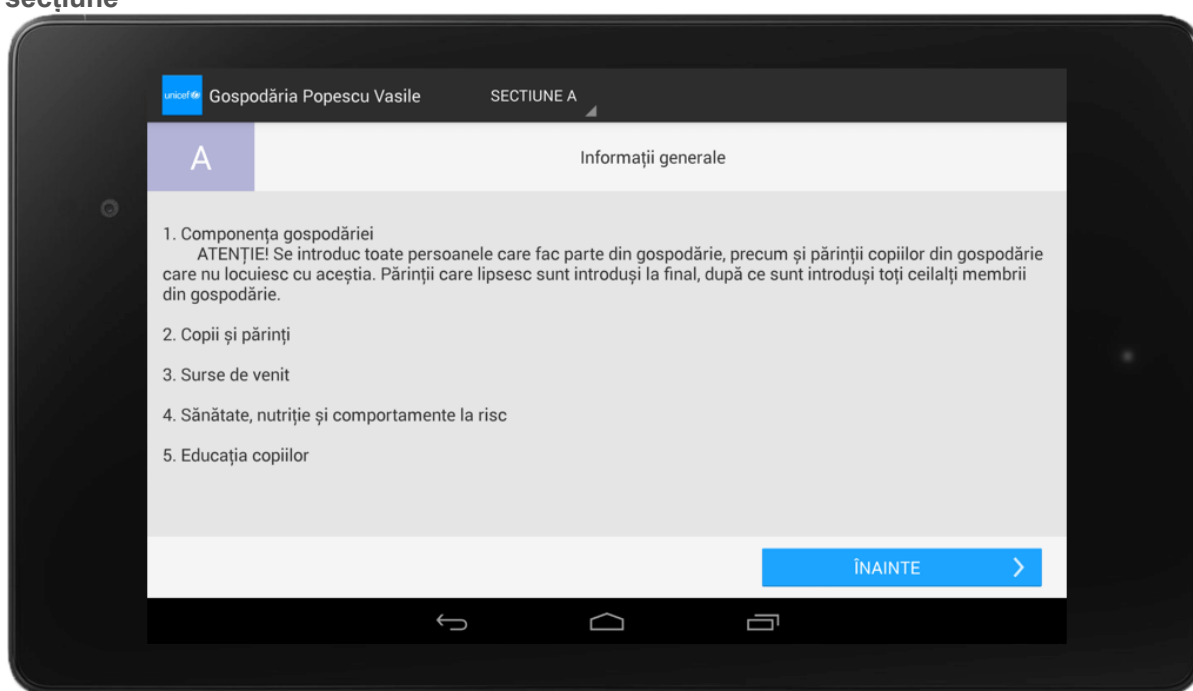 secțiune
unicef Gospodăria Popescu Vasile SECTIUNE A
A Informații generale
1. Componența gospodăriei
ATENȚIE! Se introduc toate persoanele care fac parte din gospodărie, precum și părinții copiilor din gospodărie
care nu locuiesc cu aceștia. Părinții care lipsesc sunt introduși la final, după ce sunt introduși toți ceilalți membrii
din gospodărie.
2. Copii și părinți
3. Surse de venit
4. Sănătate, nutriție și comportamente la risc
5. Educația copiilor
ÎNAINTE